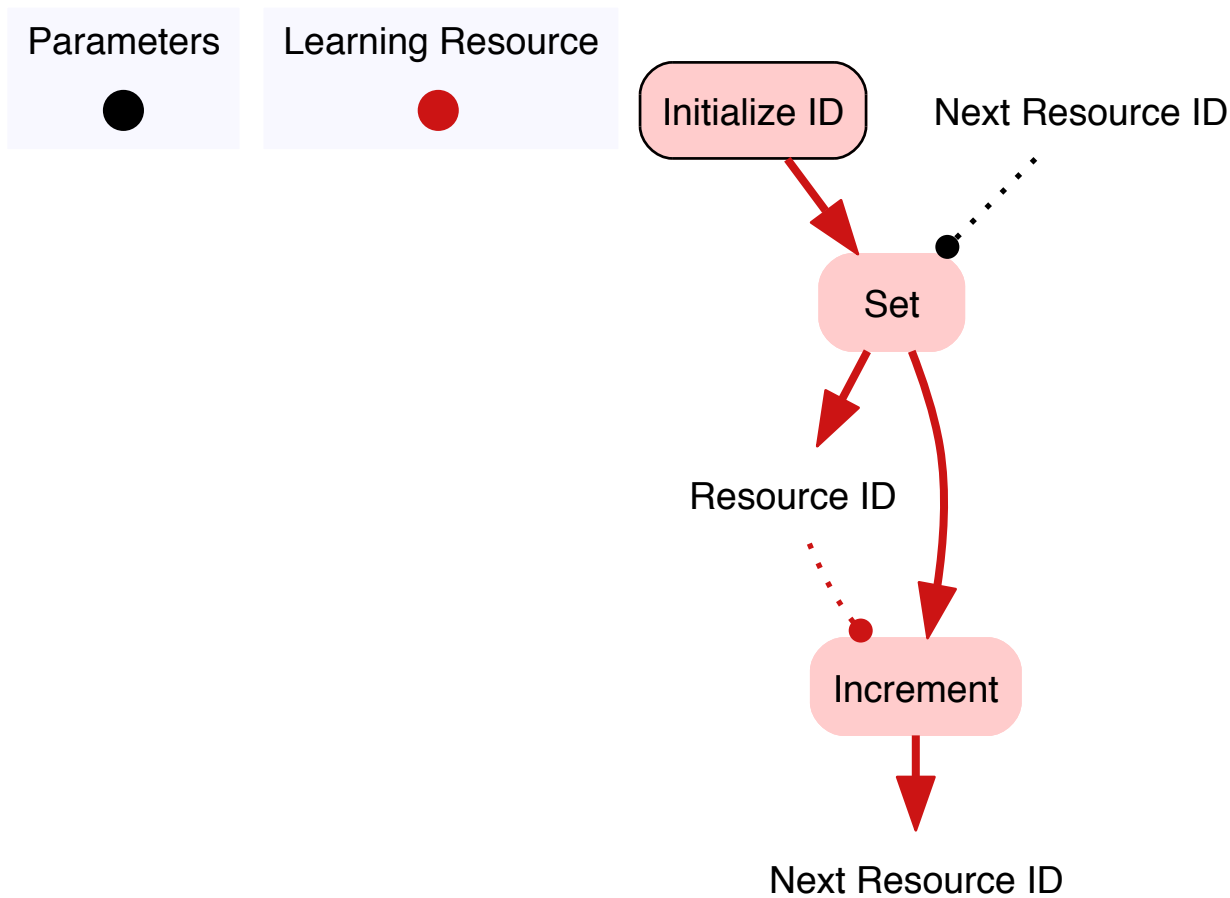 Parameters
Learning Resource
Initialize ID
Next Resource ID
Set
Resource ID
Increment
Next Resource ID